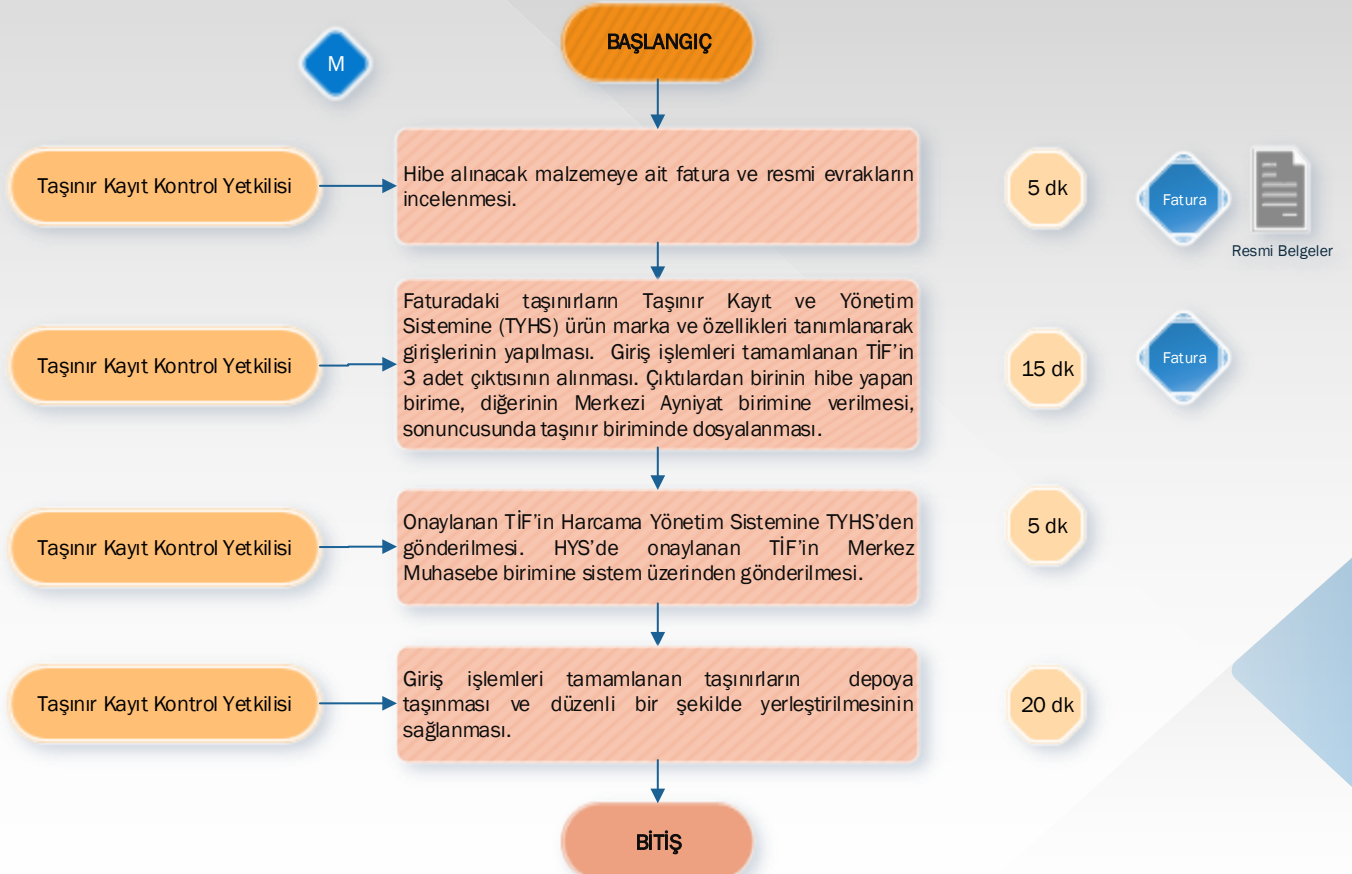 BAŞLANGIÇ
M
Taşınır Kayıt Kontrol Yetkilisi
Hibe alınacak malzemeye ait fatura ve resmi evrakların
incelenmesi.
5 dk
Fatura
Resmi Belgeler
Taşınır Kayıt Kontrol Yetkilisi
Faturadaki taşınırların Taşınır Kayıt ve Yönetim
Sistemine (TYHS) ürün marka ve özellikleri tanımlanarak
girişlerinin yapılması. Giriş işlemleri tamamlanan TİF’in
3 adet çıktısının alınması. Çıktılardan birinin hibe yapan
birime, diğerinin Merkezi Ayniyat birimine verilmesi,
sonuncusunda taşınır biriminde dosyalanması.
15 dk
Fatura
Taşınır Kayıt Kontrol Yetkilisi
Onaylanan TİF’in Harcama Yönetim Sistemine TYHS’den
gönderilmesi. HYS’de onaylanan TİF’in Merkez
Muhasebe birimine sistem üzerinden gönderilmesi.
5 dk
Taşınır Kayıt Kontrol Yetkilisi
Giriş işlemleri tamamlanan taşınırların depoya
taşınması ve düzenli bir şekilde yerleştirilmesinin
sağlanması.
20 dk
BİTİŞ